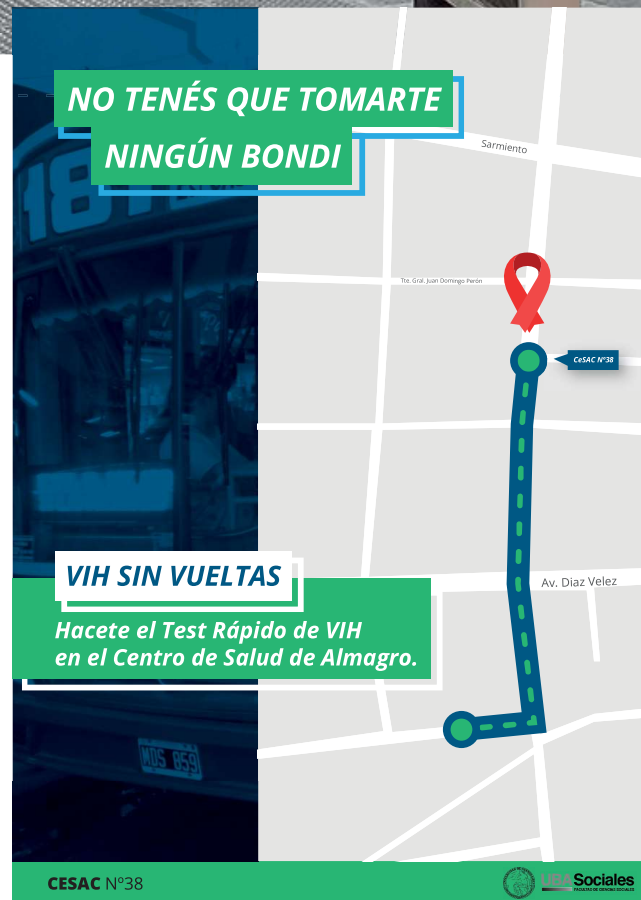 NO TENÉS QUE TOMARTE
NINGÚN BONDI
Sarmiento
Tte. Gral. Juan Domingo Perón
CeSAC Nº38
Av. Diaz Velez
VIH SIN VUELTAS
Hacete el Test Rápido de VIH
en el Centro de Salud de Almagro.
MDS 859
CESAC Nº38
UBASociales
FACULTAD DE CIENCIAS SOCIALES